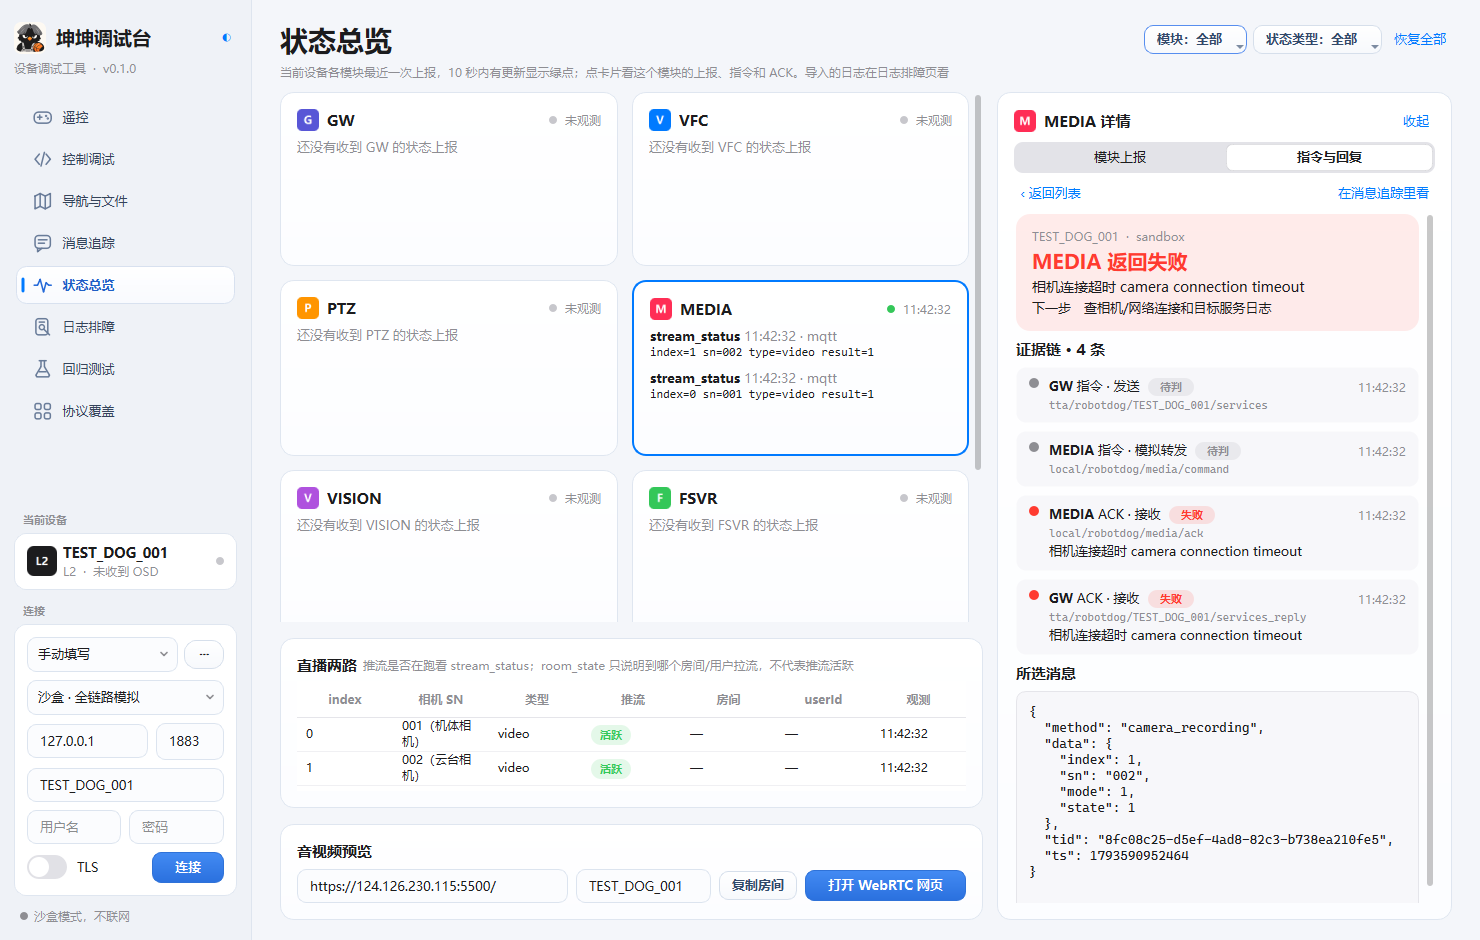 坤坤调试台
设备调试工具 · v0.1.0
遥控
控制调试
导航与文件
消息追踪
状态总览
日志排障
回归测试
协议覆盖
当前设备
L2
TEST_DOG_001
L2 · 未收到 OSD
连接
手动填写
...
沙盒 · 全链路模拟
127.0.0.1
1883
TEST_DOG_001
用户名
密码
TLS
连接
沙盒模式，不联网
状态总览
当前设备各模块最近一次上报，10 秒内有更新显示绿点；点卡片看这个模块的上报、指令和 ACK。导入的日志在日志排障页看
模块：全部
状态类型：全部
恢复全部
G GW 未观测
还没有收到 GW 的状态上报
V VFC 未观测
还没有收到 VFC 的状态上报
P PTZ 未观测
还没有收到 PTZ 的状态上报
M MEDIA 11:42:32
stream_status 11:42:32 · mqtt
index=1 sn=002 type=video result=1
stream_status 11:42:32 · mqtt
index=0 sn=001 type=video result=1
V VISION 未观测
还没有收到 VISION 的状态上报
F FSVR 未观测
还没有收到 FSVR 的状态上报
直播两路 推流是否在跑看 stream_status；room_state 只说明到哪个房间/用户拉流，不代表推流活跃
index 相机 SN 类型 推流 房间 userId 观测
0 001（机体相机） video 活跃 — — 11:42:32
1 002（云台相机） video 活跃 — — 11:42:32
音视频预览
https://124.126.230.115:5500/
TEST_DOG_001
复制房间
打开 WebRTC 网页
M MEDIA 详情
收起
模块上报
指令与回复
‹ 返回列表
在消息追踪里看
TEST_DOG_001 · sandbox
MEDIA 返回失败
相机连接超时 camera connection timeout
下一步 查相机/网络连接和目标服务日志
证据链 • 4 条
GW 指令 · 发送 待判 11:42:32
tta/robotdog/TEST_DOG_001/services
MEDIA 指令 · 模拟转发 待判 11:42:32
local/robotdog/media/command
MEDIA ACK · 接收 失败 11:42:32
local/robotdog/media/ack
相机连接超时 camera connection timeout
GW ACK · 接收 失败 11:42:32
tta/robotdog/TEST_DOG_001/services_reply
相机连接超时 camera connection timeout
所选消息
{
"method": "camera_recording",
"data": {
"index": 1,
"sn": "002",
"mode": 1,
"state": 1
},
"tid": "8fc08c25-d5ef-4ad8-82c3-b738ea210fe5",
"ts": 1793590952464
}